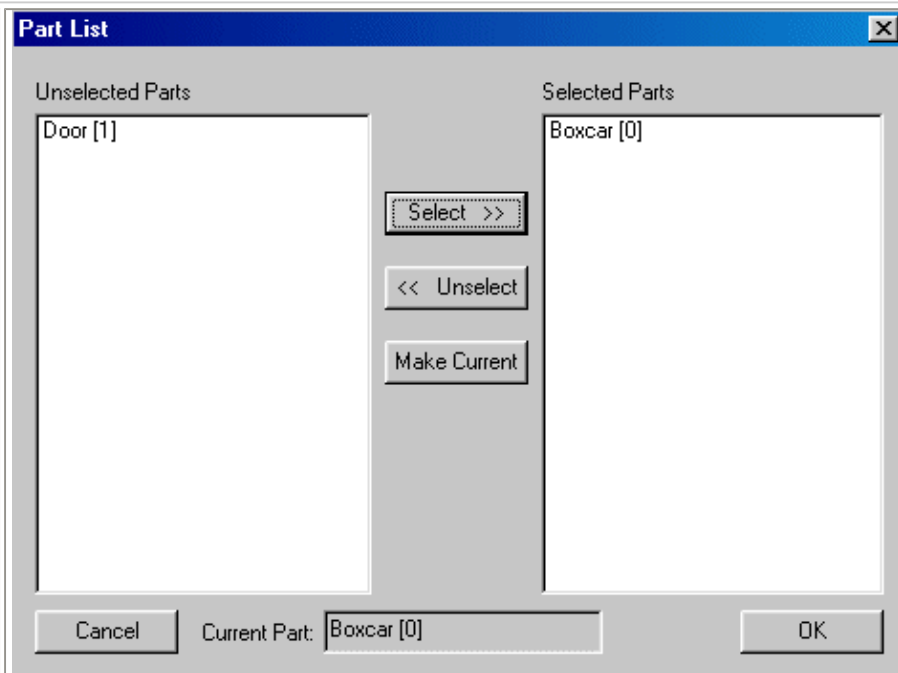 Part List
Unselected Parts
Selected Parts
Door [1]
Boxcar [0]
Select >>
<< Unselect
Make Current
Cancel
Current Part:
Boxcar [0]
OK